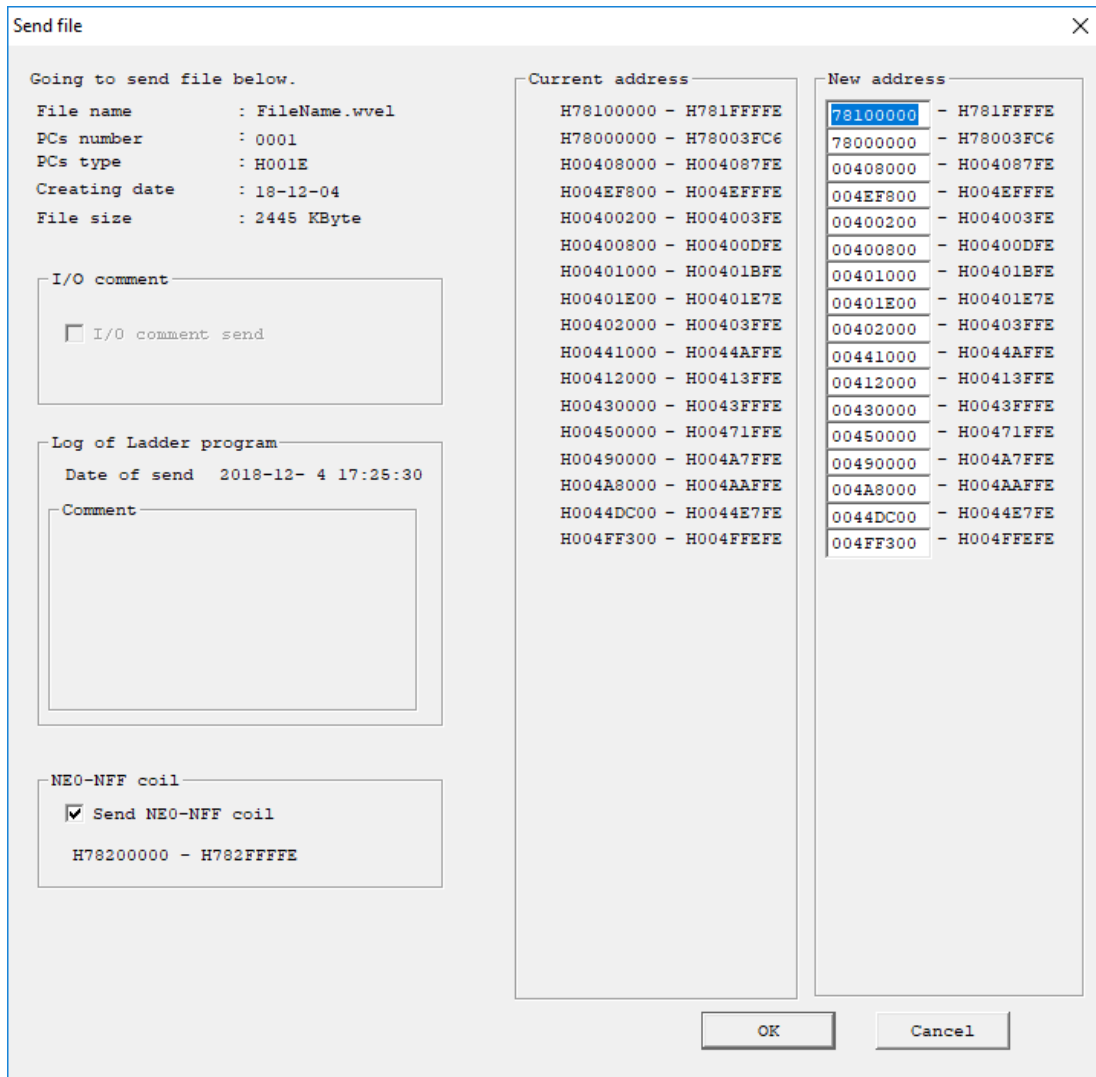 Send file
Going to send file below.
File name : FileName.wvel
PCs number : 0001
PCs type : H001E
Creating date : 18-12-04
File size : 2445 KByte
I/O comment
I/O comment send
Log of Ladder program
Date of send 2018-12- 4 17:25:30
Comment
NE0-NFF coil
Send NE0-NFF coil
H78200000 - H782FFFFE
Current address
H78100000 - H781FFFFE
H78000000 - H78003FC6
H00408000 - H004087FE
H004EF800 - H004EFFFE
H00400200 - H004003FE
H00400800 - H00400DFE
H00401000 - H00401BFE
H00401E00 - H00401E7E
H00402000 - H00403FFE
H00441000 - H0044AFFE
H00412000 - H00413FFE
H00430000 - H0043FFFE
H00450000 - H00471FFE
H00490000 - H004A7FFE
H004A8000 - H004AAFFE
H0044DC00 - H0044E7FE
H004FF300 - H004FFEFE
New address
78100000 - H781FFFFE
78000000 - H78003FC6
00408000 - H004087FE
004EF800 - H004EFFFE
00400200 - H004003FE
00400800 - H00400DFE
00401000 - H00401BFE
00401E00 - H00401E7E
00402000 - H00403FFE
00441000 - H0044AFFE
00412000 - H00413FFE
00430000 - H0043FFFE
00450000 - H00471FFE
00490000 - H004A7FFE
004A8000 - H004AAFFE
0044DC00 - H0044E7FE
004FF300 - H004FFEFE
OK
Cancel